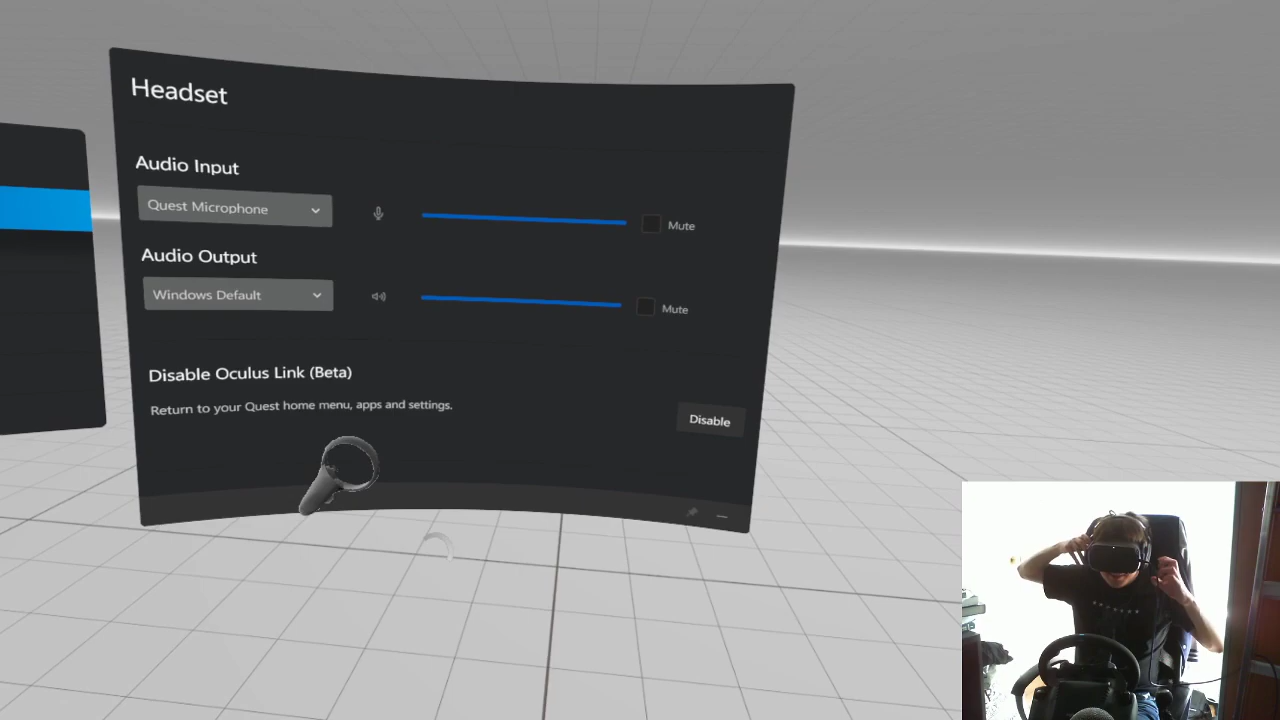 Headset
Audio Input
Quest Microphone
Mute
Audio Output
Windows Default
Mute
Disable Oculus Link (Beta)
Return to your Quest home menu, apps and settings.
Disable